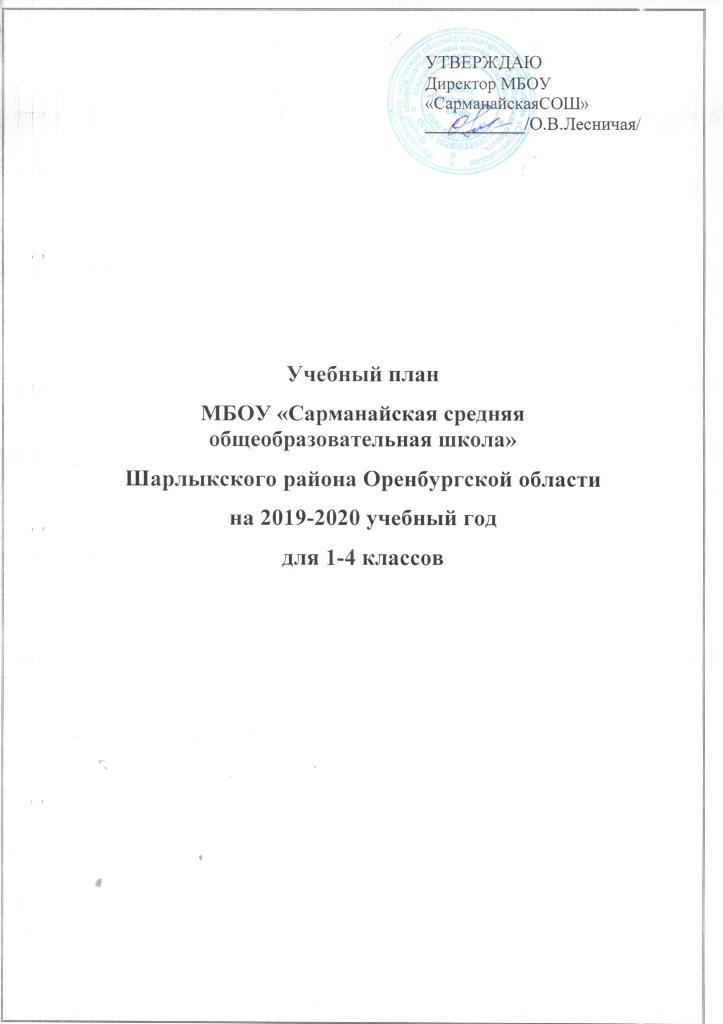 УТВЕРЖДАЮ
Директор МБОУ
«СарманайскаяСОШ»
___________/О.В.Лесничая/
Учебный план
МБОУ «Сарманайская средняя
общеобразовательная школа»
Шарлыкского района Оренбургской области
на 2019-2020 учебный год
для 1-4 классов